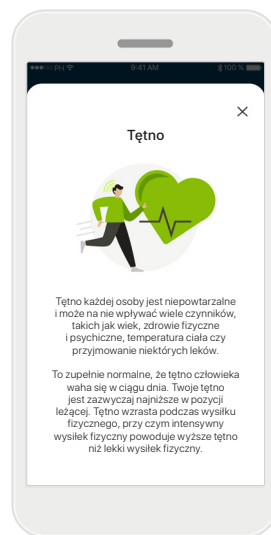 PH 9:41 AM 100 %
Tętno
Tętno każdej osoby jest niepowtarzalne
i może na nie wpływać wiele czynników,
takich jak wiek, zdrowie fizyczne
i psychiczne, temperatura ciała czy
przyjmowanie niektórych leków.
To zupełnie normalne, że tętno człowieka
waha się w ciągu dnia. Twoje tętno
jest zazwyczaj najniższe w pozycji
leżącej. Tętno wzrasta podczas wysiłku
fizycznego, przy czym intensywny
wysiłek fizyczny powoduje wyższe tętno
niż lekki wysiłek fizyczny.